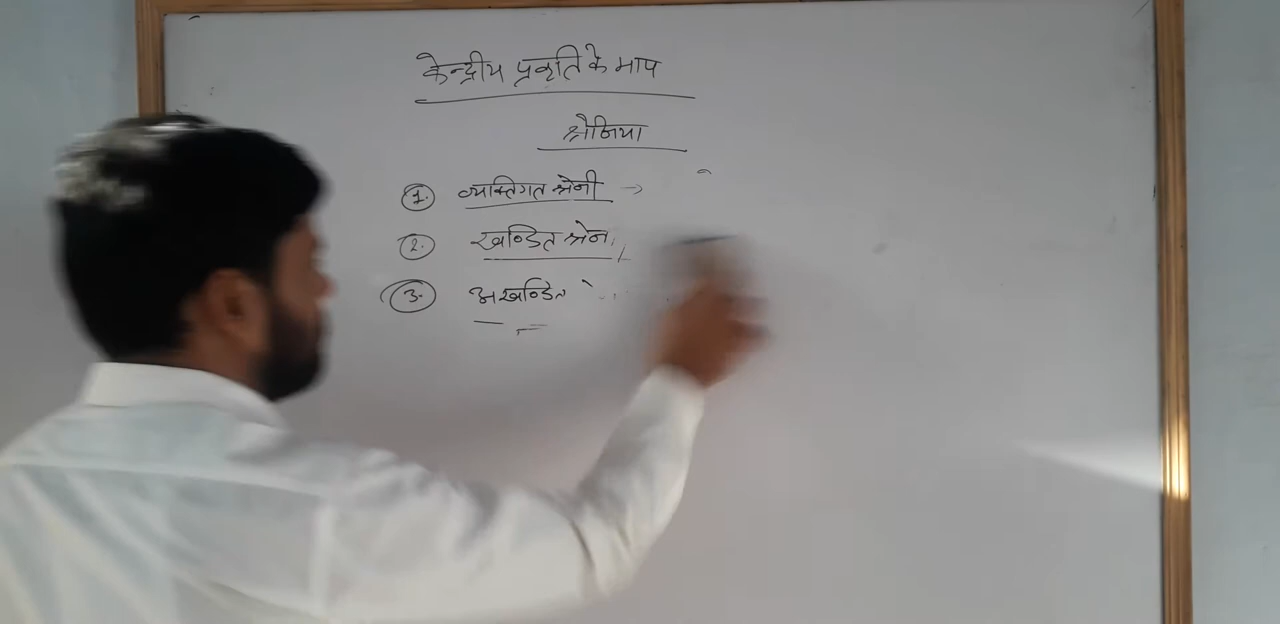 केन्द्रीय प्रवृति के माप
श्रेनिया
1. व्यक्तिगत श्रेनी →
2. खण्डित श्रेन
3. अखण्डित